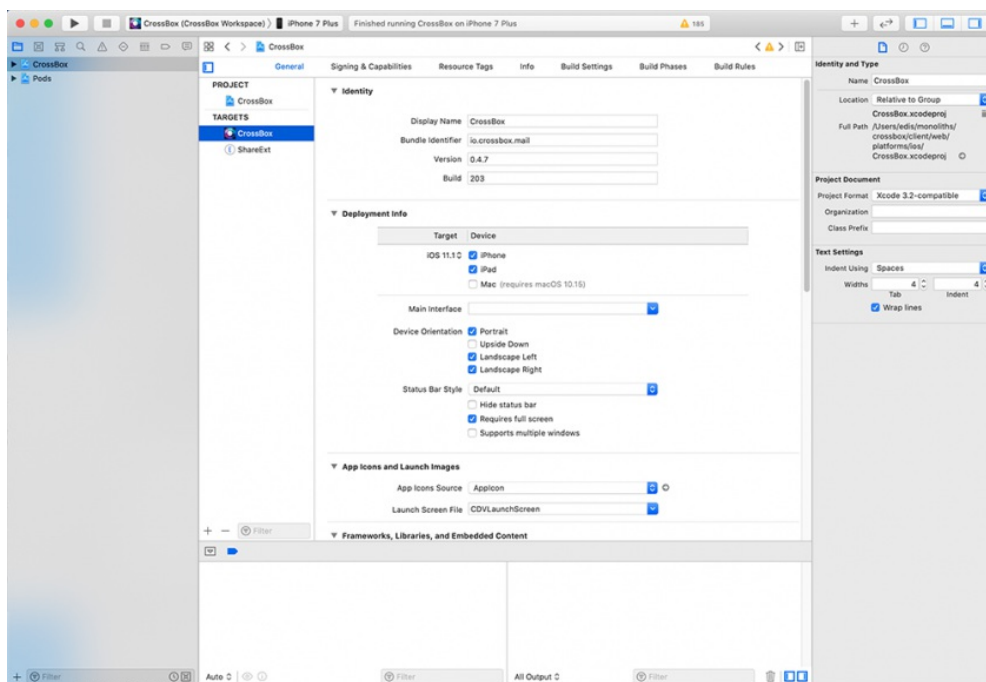 CrossBox (CrossBox Workspace) iPhone 7 Plus Finished running CrossBox on iPhone 7 Plus 185
CrossBox
Pods
CrossBox
General Signing & Capabilities Resource Tags Info Build Settings Build Phases Build Rules
PROJECT
CrossBox
TARGETS
CrossBox
ShareExt
Identity
Display Name CrossBox
Bundle Identifier io.crossbox.mail
Version 0.4.7
Build 203
Deployment Info
Target Device
iOS 11.1 iPhone
iPad
Mac (requires macOS 10.15)
Main Interface
Device Orientation Portrait
Upside Down
Landscape Left
Landscape Right
Status Bar Style Default
Hide status bar
Requires full screen
Supports multiple windows
App Icons and Launch Images
App Icons Source AppIcon
Launch Screen File CDVLaunchScreen
Frameworks, Libraries, and Embedded Content
Filter
Identity and Type
Name CrossBox
Location Relative to Group
CrossBox.xcodeproj
Full Path /Users/edis/monoliths/
crossbox/client/web/
platforms/ios/
CrossBox.xcodeproj
Project Document
Project Format Xcode 3.2-compatible
Organization
Class Prefix
Text Settings
Indent Using Spaces
Widths 4 4
Tab Indent
Wrap lines
Filter Auto Filter All Output Filter